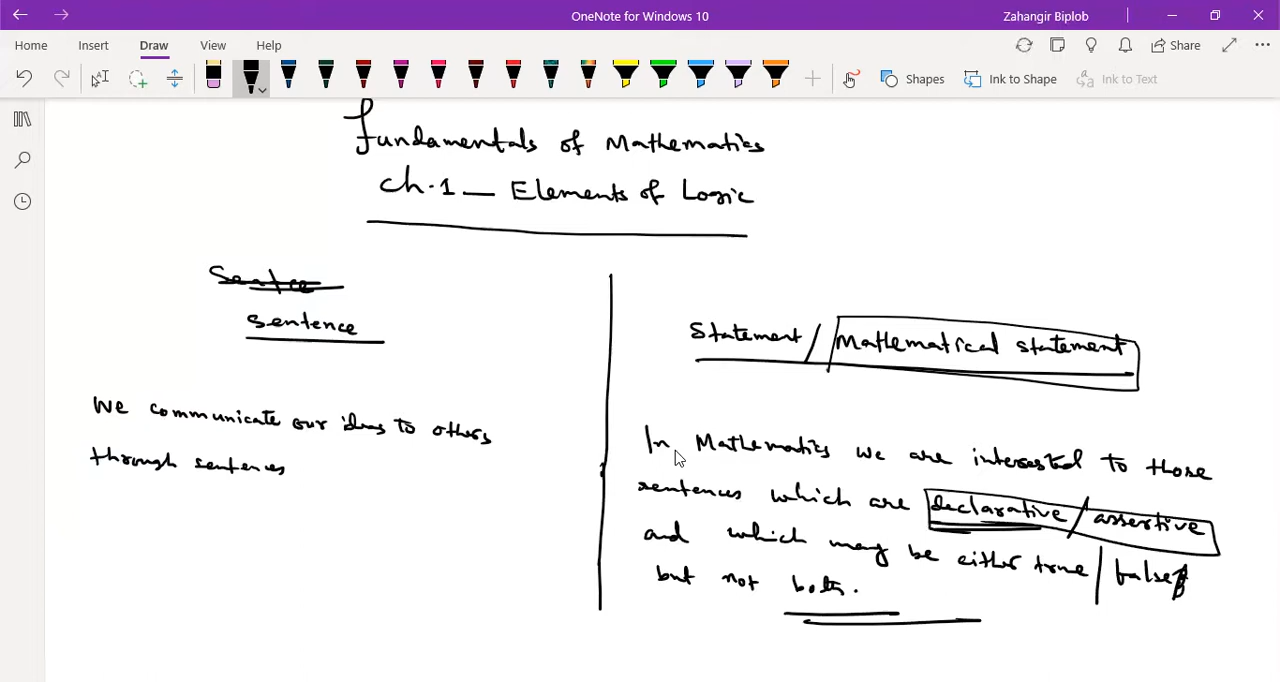 OneNote for Windows 10
Zahangir Biplob
Home Insert Draw View Help
Share
Shapes Ink to Shape Ink to Text
Fundamentals of Mathematics
Ch.1 — Elements of Logic
Sentce
Sentence
We communicate our ideas to others
through sentences
Statement / Mathematical statement
In Mathematics we are interested to those
sentences which are declarative / assertive
and which may be either true | false
but not both.